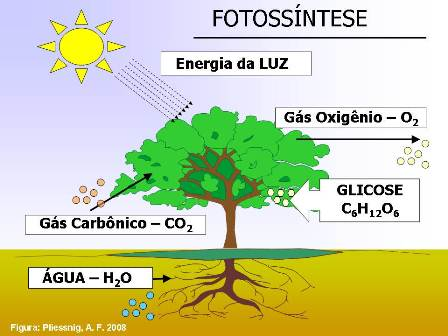 FOTOSSÍNTESE
Energia da LUZ
Gás Oxigênio – O₂
GLICOSE
C₆H₁₂O₆
Gás Carbônico – CO₂
ÁGUA – H₂O
Figura: Pliessnig, A. F. 2008